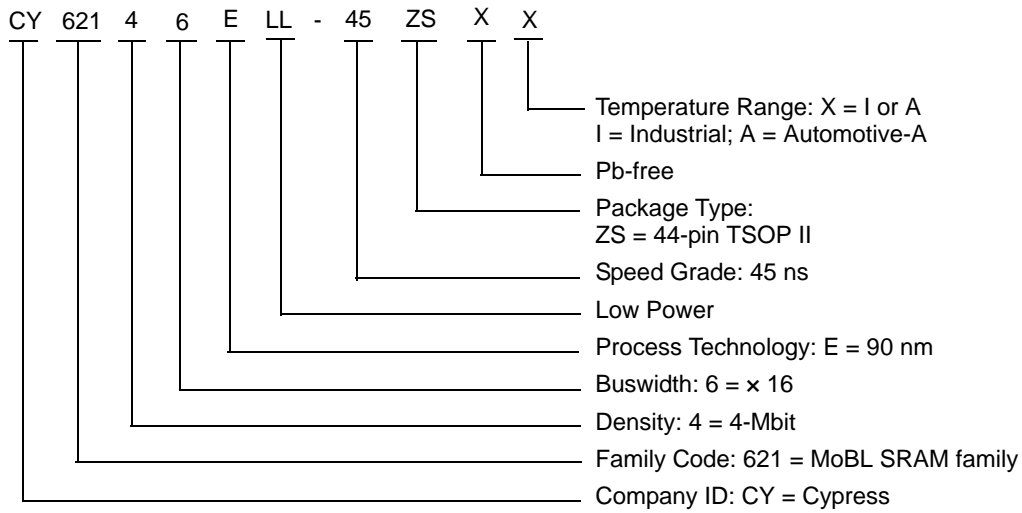 CY 621 4 6 E LL - 45 ZS X X
Temperature Range: X = I or A
I = Industrial; A = Automotive-A
Pb-free
Package Type:
ZS = 44-pin TSOP II
Speed Grade: 45 ns
Low Power
Process Technology: E = 90 nm
Buswidth: 6 = × 16
Density: 4 = 4-Mbit
Family Code: 621 = MoBL SRAM family
Company ID: CY = Cypress